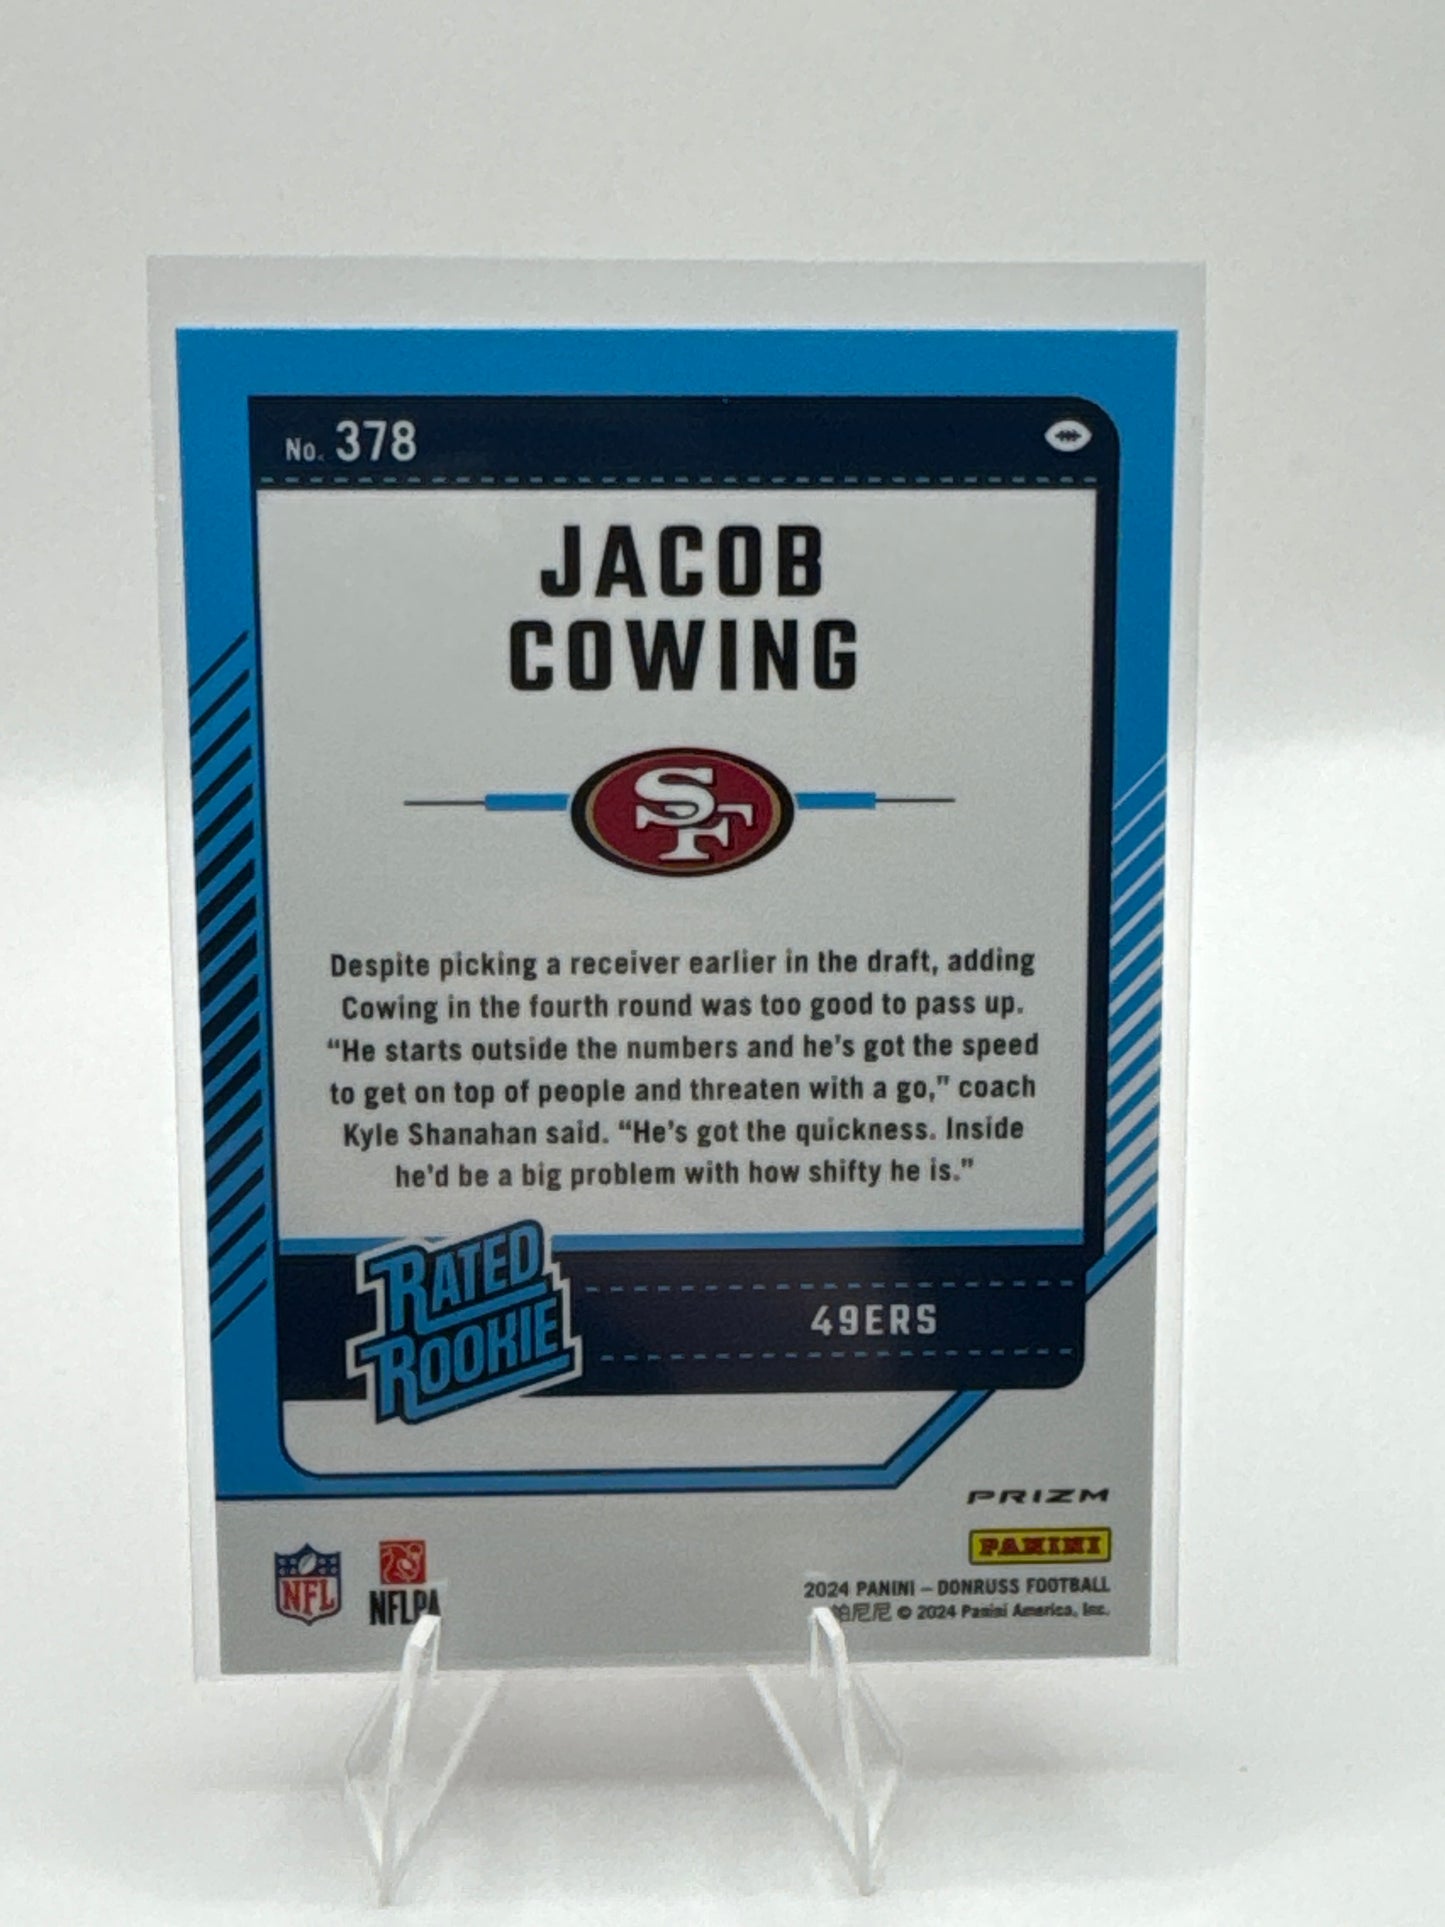 No. 378
JACOB
COWING
SF
Despite picking a receiver earlier in the draft, adding
Cowing in the fourth round was too good to pass up.
“He starts outside the numbers and he's got the speed
to get on top of people and threaten with a go,” coach
Kyle Shanahan said. “He's got the quickness. Inside
he'd be a big problem with how shifty he is.”
RATED
ROOKIE
49ERS
PRIZM
PANINI
NFL
NFLPA
2024 PANINI – DONRUSS FOOTBALL
帕尼尼 © 2024 Panini America, Inc.